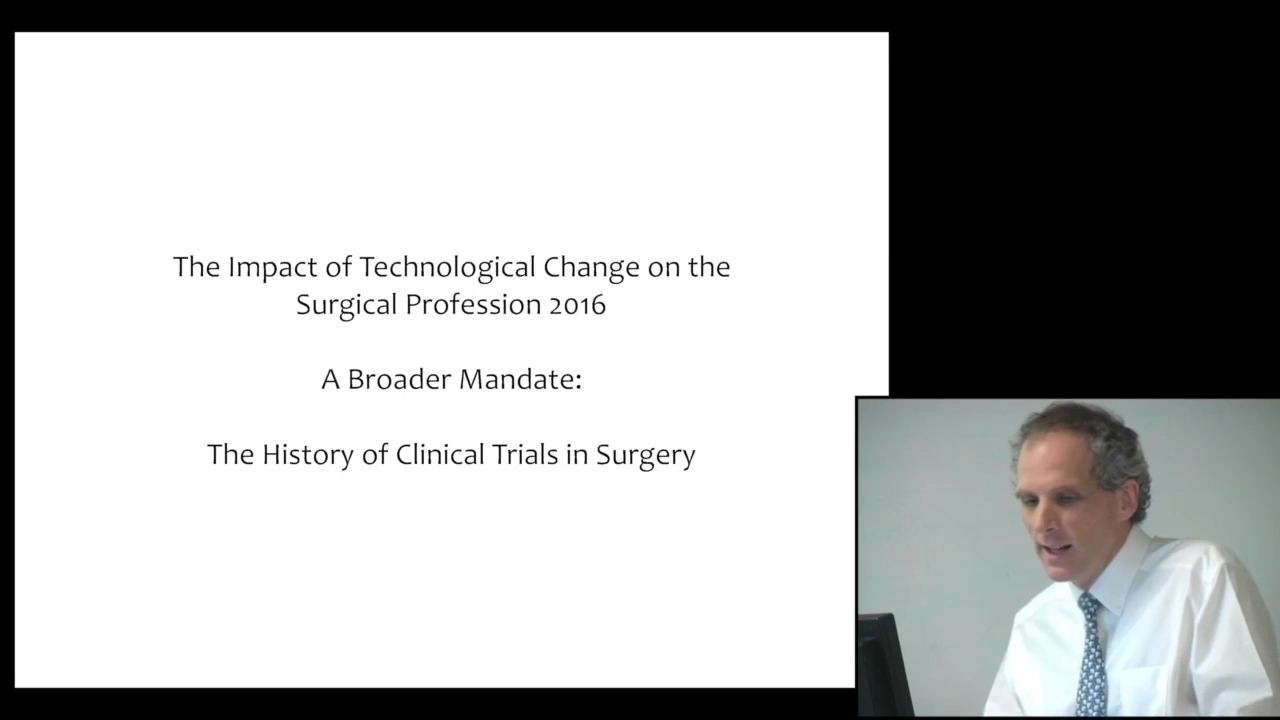 The Impact of Technological Change on the
Surgical Profession 2016
A Broader Mandate:
The History of Clinical Trials in Surgery